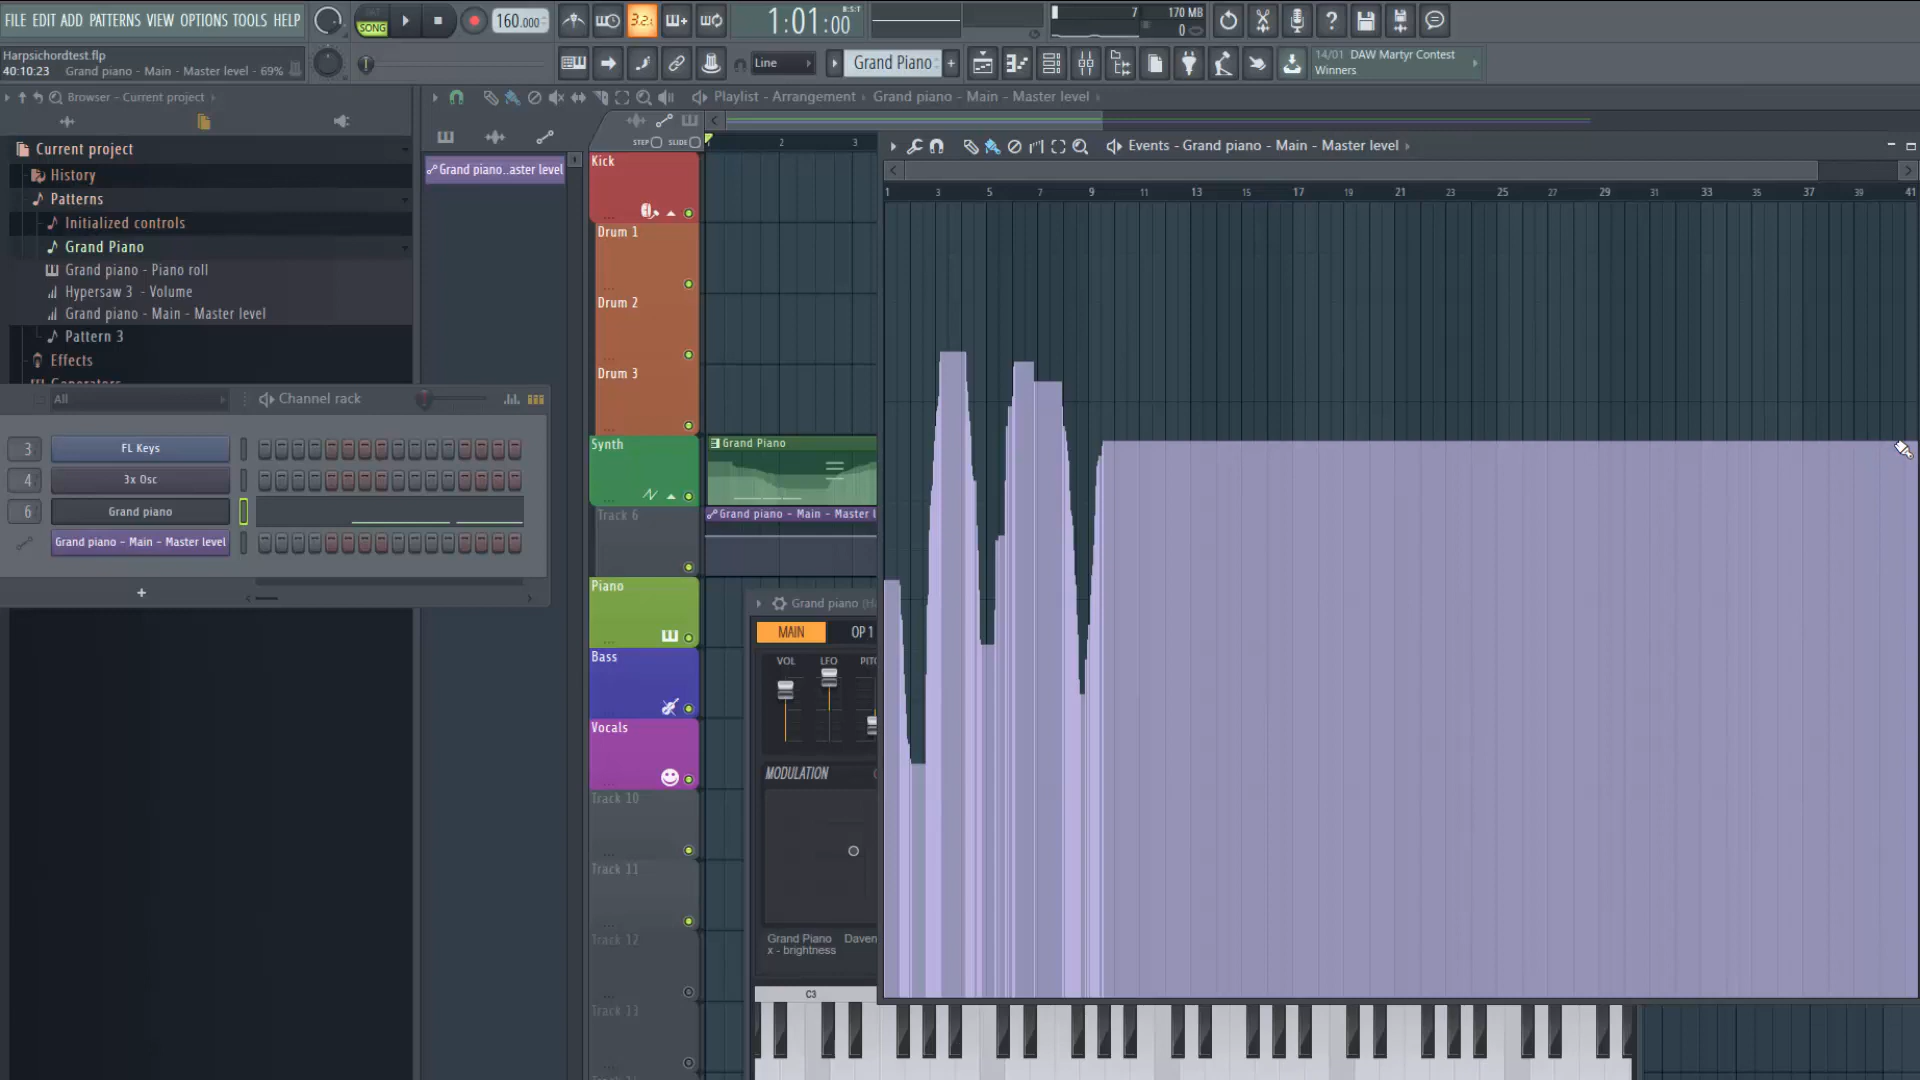 FILE EDIT ADD PATTERNS VIEW OPTIONS TOOLS HELP
SONG
160.000
3.2.
1:01:00
B:S:T
7
170 MB
0
Harpsichordtest.flp
40:10:23 Grand piano - Main - Master level - 69%
Line
Grand Piano
14/01 DAW Martyr Contest
Winners
Browser - Current project
Playlist - Arrangement Grand piano - Main - Master level
Current project
History
Patterns
Initialized controls
Grand Piano
Grand piano - Piano roll
Hypersaw 3 - Volume
Grand piano - Main - Master level
Pattern 3
Effects
All
Channel rack
3 FL Keys
4 3x Osc
6 Grand piano
Grand piano - Main - Master level
+
Grand piano..aster level
STEP SLIDE
2 3
Kick
Drum 1
Drum 2
Drum 3
Synth
Track 6
Piano
Bass
Vocals
Track 10
Track 11
Track 12
Track 13
Grand Piano
Grand piano - Main - Master l
Events - Grand piano - Main - Master level
1 3 5 7 9 11 13 15 17 19 21 23 25 27 29 31 33 35 37 39 41
Grand piano
MAIN OP 1
VOL LFO
MODULATION
Grand Piano
x - brightness
C3